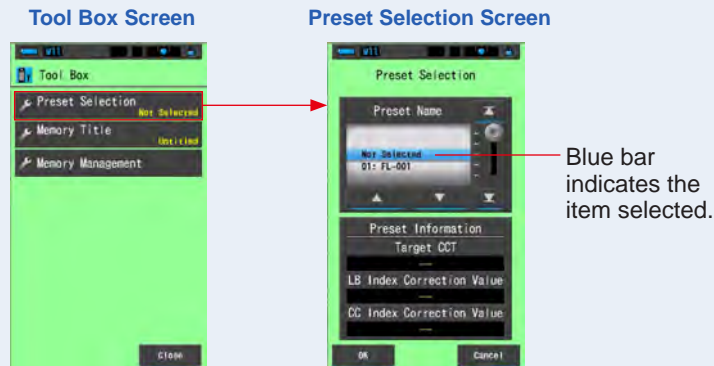 Tool Box Screen
Preset Selection Screen
Tool Box
Preset Selection
Not Selected
Memory Title
Untitled
Memory Management
Close
Preset Selection
Preset Name
Not Selected
01: FL-001
Preset Information
Target CCT
---
LB Index Correction Value
---
CC Index Correction Value
---
OK
Cancel
Blue bar
indicates the
item selected.